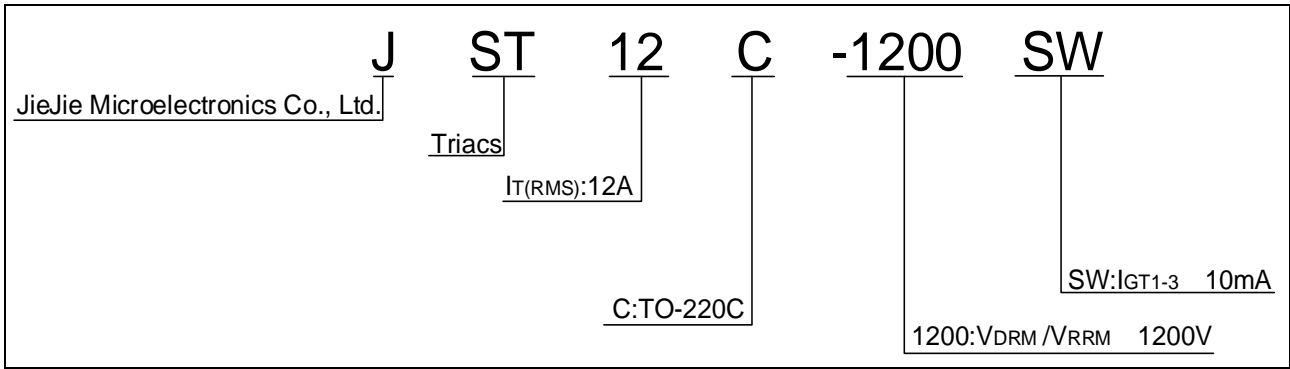 J ST 12 C -1200 SW
JieJie Microelectronics Co., Ltd.
Triacs
IT(RMS):12A
SW:IGT1-3 10mA
C:TO-220C
1200:VDRM /VRRM 1200V